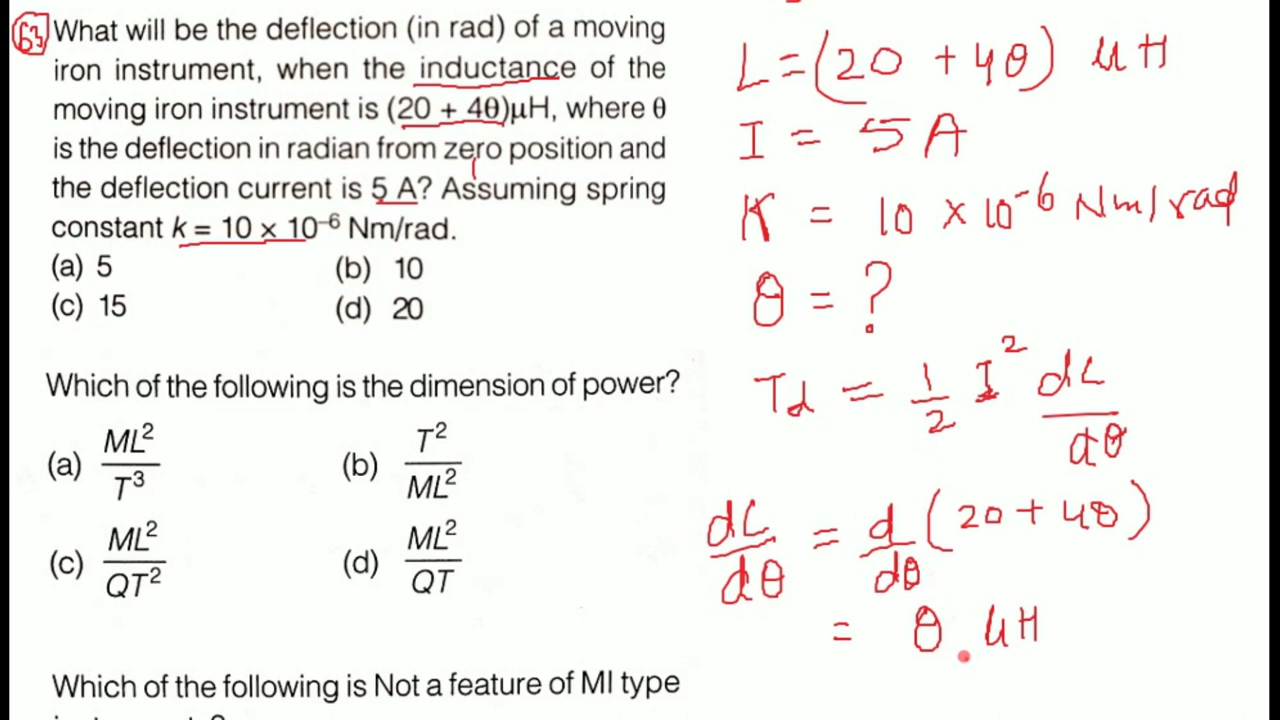 63 What will be the deflection (in rad) of a moving
iron instrument, when the inductance of the
moving iron instrument is (20 + 4θ)μH, where θ
is the deflection in radian from zero position and
the deflection current is 5 A? Assuming spring
constant k = 10 × 10⁻⁶ Nm/rad.
(a) 5 (b) 10
(c) 15 (d) 20
Which of the following is the dimension of power?
(a) ML²/T³ (b) T²/ML²
(c) ML²/QT² (d) ML²/QT
Which of the following is Not a feature of MI type
L = (20 + 4θ) μH
I = 5 A
K = 10 × 10⁻⁶ Nm/rad
θ = ?
Td = 1/2 I² dL/dθ
dL/dθ = d/dθ (20 + 4θ)
= θ μH